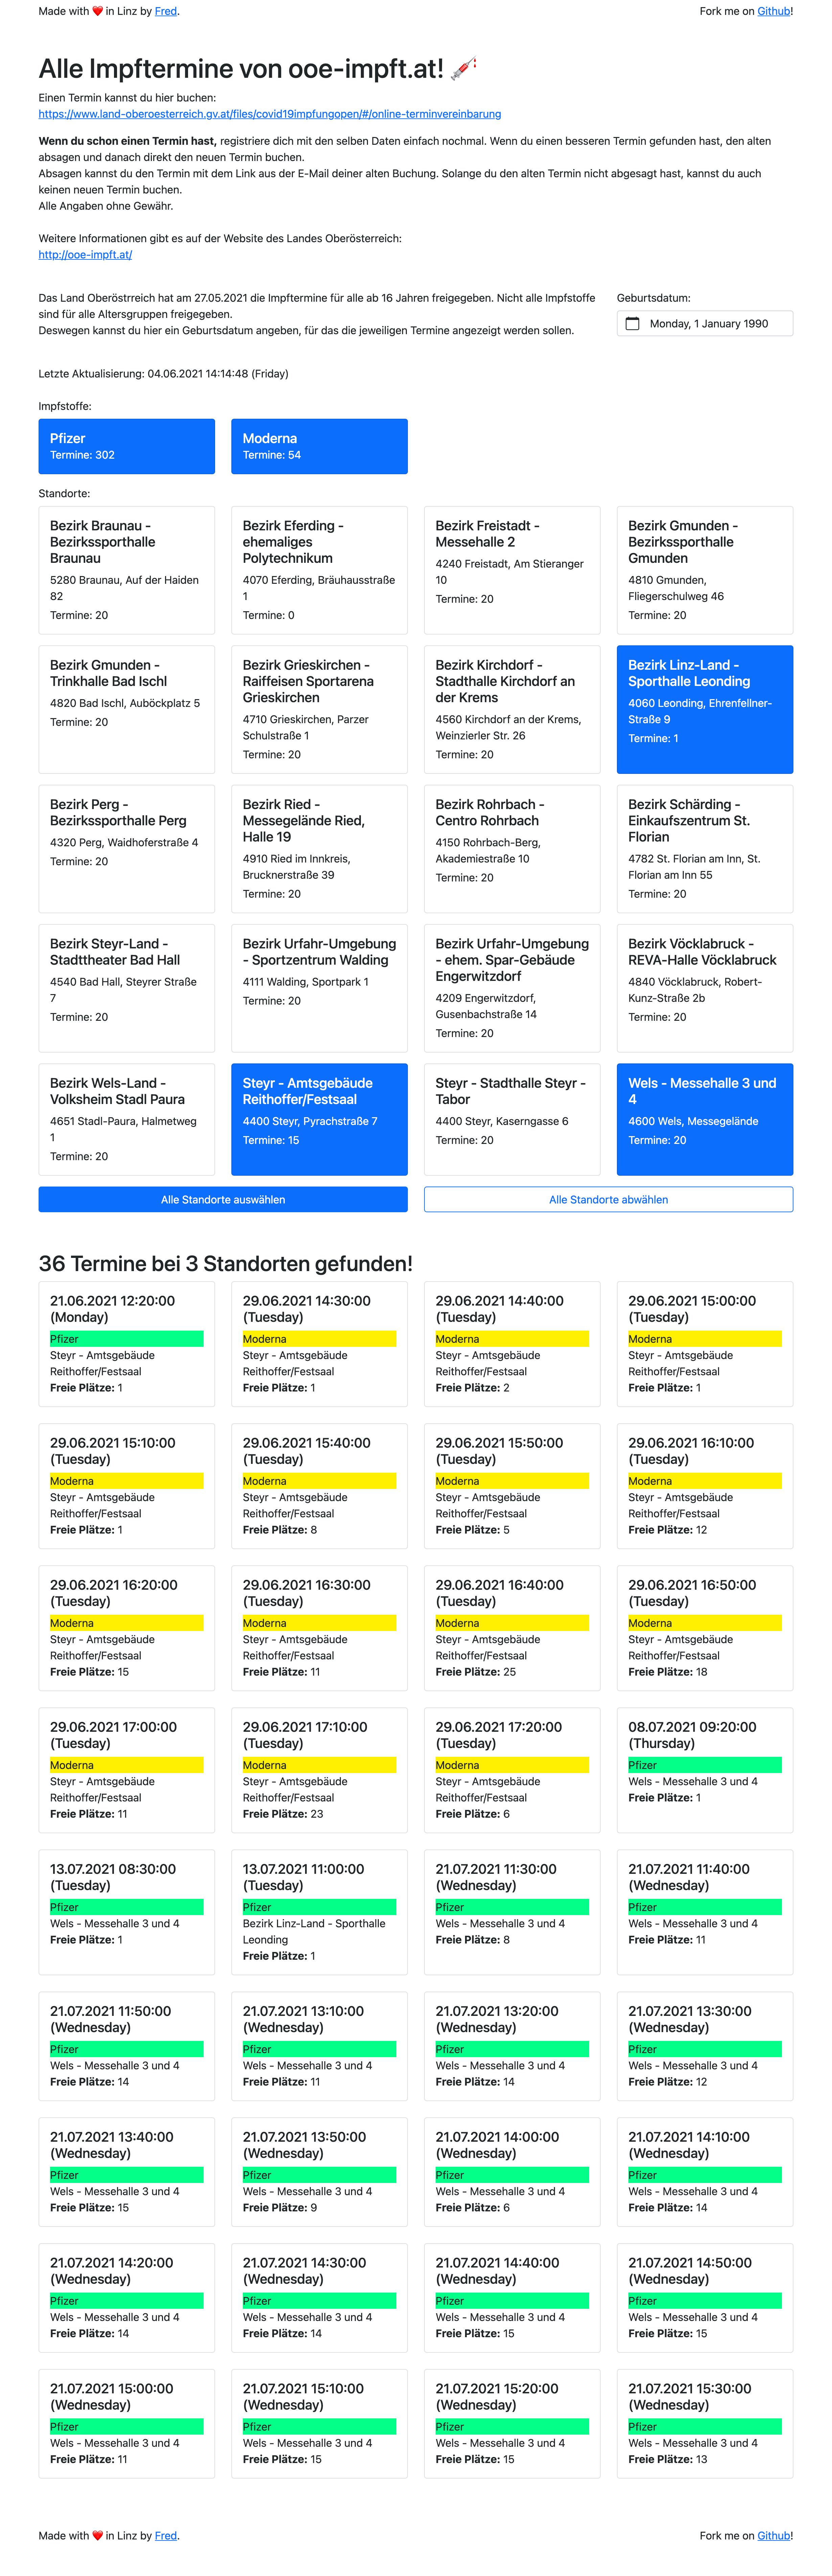 Made with ❤️ in Linz by Fred.
Fork me on Github!
Alle Impftermine von ooe-impft.at! 💉
Einen Termin kannst du hier buchen:
https://www.land-oberoesterreich.gv.at/files/covid19impfungopen/#/online-terminvereinbarung
Wenn du schon einen Termin hast, registriere dich mit den selben Daten einfach nochmal. Wenn du einen besseren Termin gefunden hast, den alten
absagen und danach direkt den neuen Termin buchen.
Absagen kannst du den Termin mit dem Link aus der E-Mail deiner alten Buchung. Solange du den alten Termin nicht abgesagt hast, kannst du auch
keinen neuen Termin buchen.
Alle Angaben ohne Gewähr.
Weitere Informationen gibt es auf der Website des Landes Oberösterreich:
http://ooe-impft.at/
Das Land Oberöstrreich hat am 27.05.2021 die Impftermine für alle ab 16 Jahren freigegeben. Nicht alle Impfstoffe
sind für alle Altersgruppen freigegeben.
Deswegen kannst du hier ein Geburtsdatum angeben, für das die jeweiligen Termine angezeigt werden sollen.
Geburtsdatum:
Monday, 1 January 1990
Letzte Aktualisierung: 04.06.2021 14:14:48 (Friday)
Impfstoffe:
Pfizer
Termine: 302
Moderna
Termine: 54
Standorte:
Bezirk Braunau -
Bezirkssporthalle
Braunau
5280 Braunau, Auf der Haiden
82
Termine: 20
Bezirk Eferding -
ehemaliges
Polytechnikum
4070 Eferding, Bräuhausstraße
1
Termine: 0
Bezirk Freistadt -
Messehalle 2
4240 Freistadt, Am Stieranger
10
Termine: 20
Bezirk Gmunden -
Bezirkssporthalle
Gmunden
4810 Gmunden,
Fliegerschulweg 46
Termine: 20
Bezirk Gmunden -
Trinkhalle Bad Ischl
4820 Bad Ischl, Auböckplatz 5
Termine: 20
Bezirk Grieskirchen -
Raiffeisen Sportarena
Grieskirchen
4710 Grieskirchen, Parzer
Schulstraße 1
Termine: 20
Bezirk Kirchdorf -
Stadthalle Kirchdorf an
der Krems
4560 Kirchdorf an der Krems,
Weinzierler Str. 26
Termine: 20
Bezirk Linz-Land -
Sporthalle Leonding
4060 Leonding, Ehrenfellner-
Straße 9
Termine: 1
Bezirk Perg -
Bezirkssporthalle Perg
4320 Perg, Waidhoferstraße 4
Termine: 20
Bezirk Ried -
Messegelände Ried,
Halle 19
4910 Ried im Innkreis,
Brucknerstraße 39
Termine: 20
Bezirk Rohrbach -
Centro Rohrbach
4150 Rohrbach-Berg,
Akademiestraße 10
Termine: 20
Bezirk Schärding -
Einkaufszentrum St.
Florian
4782 St. Florian am Inn, St.
Florian am Inn 55
Termine: 20
Bezirk Steyr-Land -
Stadttheater Bad Hall
4540 Bad Hall, Steyrer Straße
7
Termine: 20
Bezirk Urfahr-Umgebung
- Sportzentrum Walding
4111 Walding, Sportpark 1
Termine: 20
Bezirk Urfahr-Umgebung
- ehem. Spar-Gebäude
Engerwitzdorf
4209 Engerwitzdorf,
Gusenbachstraße 14
Termine: 20
Bezirk Vöcklabruck -
REVA-Halle Vöcklabruck
4840 Vöcklabruck, Robert-
Kunz-Straße 2b
Termine: 20
Bezirk Wels-Land -
Volksheim Stadl Paura
4651 Stadl-Paura, Halmetweg
1
Termine: 20
Steyr - Amtsgebäude
Reithoffer/Festsaal
4400 Steyr, Pyrachstraße 7
Termine: 15
Steyr - Stadthalle Steyr -
Tabor
4400 Steyr, Kaserngasse 6
Termine: 20
Wels - Messehalle 3 und
4
4600 Wels, Messegelände
Termine: 20
Alle Standorte auswählen
Alle Standorte abwählen
36 Termine bei 3 Standorten gefunden!
21.06.2021 12:20:00
(Monday)
Pfizer
Steyr - Amtsgebäude
Reithoffer/Festsaal
Freie Plätze: 1
29.06.2021 14:30:00
(Tuesday)
Moderna
Steyr - Amtsgebäude
Reithoffer/Festsaal
Freie Plätze: 1
29.06.2021 14:40:00
(Tuesday)
Moderna
Steyr - Amtsgebäude
Reithoffer/Festsaal
Freie Plätze: 2
29.06.2021 15:00:00
(Tuesday)
Moderna
Steyr - Amtsgebäude
Reithoffer/Festsaal
Freie Plätze: 1
29.06.2021 15:10:00
(Tuesday)
Moderna
Steyr - Amtsgebäude
Reithoffer/Festsaal
Freie Plätze: 1
29.06.2021 15:40:00
(Tuesday)
Moderna
Steyr - Amtsgebäude
Reithoffer/Festsaal
Freie Plätze: 8
29.06.2021 15:50:00
(Tuesday)
Moderna
Steyr - Amtsgebäude
Reithoffer/Festsaal
Freie Plätze: 5
29.06.2021 16:10:00
(Tuesday)
Moderna
Steyr - Amtsgebäude
Reithoffer/Festsaal
Freie Plätze: 12
29.06.2021 16:20:00
(Tuesday)
Moderna
Steyr - Amtsgebäude
Reithoffer/Festsaal
Freie Plätze: 15
29.06.2021 16:30:00
(Tuesday)
Moderna
Steyr - Amtsgebäude
Reithoffer/Festsaal
Freie Plätze: 11
29.06.2021 16:40:00
(Tuesday)
Moderna
Steyr - Amtsgebäude
Reithoffer/Festsaal
Freie Plätze: 25
29.06.2021 16:50:00
(Tuesday)
Moderna
Steyr - Amtsgebäude
Reithoffer/Festsaal
Freie Plätze: 18
29.06.2021 17:00:00
(Tuesday)
Moderna
Steyr - Amtsgebäude
Reithoffer/Festsaal
Freie Plätze: 11
29.06.2021 17:10:00
(Tuesday)
Moderna
Steyr - Amtsgebäude
Reithoffer/Festsaal
Freie Plätze: 23
29.06.2021 17:20:00
(Tuesday)
Moderna
Steyr - Amtsgebäude
Reithoffer/Festsaal
Freie Plätze: 6
08.07.2021 09:20:00
(Thursday)
Pfizer
Wels - Messehalle 3 und 4
Freie Plätze: 1
13.07.2021 08:30:00
(Tuesday)
Pfizer
Wels - Messehalle 3 und 4
Freie Plätze: 1
13.07.2021 11:00:00
(Tuesday)
Pfizer
Bezirk Linz-Land - Sporthalle
Leonding
Freie Plätze: 1
21.07.2021 11:30:00
(Wednesday)
Pfizer
Wels - Messehalle 3 und 4
Freie Plätze: 8
21.07.2021 11:40:00
(Wednesday)
Pfizer
Wels - Messehalle 3 und 4
Freie Plätze: 11
21.07.2021 11:50:00
(Wednesday)
Pfizer
Wels - Messehalle 3 und 4
Freie Plätze: 14
21.07.2021 13:10:00
(Wednesday)
Pfizer
Wels - Messehalle 3 und 4
Freie Plätze: 11
21.07.2021 13:20:00
(Wednesday)
Pfizer
Wels - Messehalle 3 und 4
Freie Plätze: 14
21.07.2021 13:30:00
(Wednesday)
Pfizer
Wels - Messehalle 3 und 4
Freie Plätze: 12
21.07.2021 13:40:00
(Wednesday)
Pfizer
Wels - Messehalle 3 und 4
Freie Plätze: 15
21.07.2021 13:50:00
(Wednesday)
Pfizer
Wels - Messehalle 3 und 4
Freie Plätze: 9
21.07.2021 14:00:00
(Wednesday)
Pfizer
Wels - Messehalle 3 und 4
Freie Plätze: 6
21.07.2021 14:10:00
(Wednesday)
Pfizer
Wels - Messehalle 3 und 4
Freie Plätze: 14
21.07.2021 14:20:00
(Wednesday)
Pfizer
Wels - Messehalle 3 und 4
Freie Plätze: 14
21.07.2021 14:30:00
(Wednesday)
Pfizer
Wels - Messehalle 3 und 4
Freie Plätze: 14
21.07.2021 14:40:00
(Wednesday)
Pfizer
Wels - Messehalle 3 und 4
Freie Plätze: 15
21.07.2021 14:50:00
(Wednesday)
Pfizer
Wels - Messehalle 3 und 4
Freie Plätze: 15
21.07.2021 15:00:00
(Wednesday)
Pfizer
Wels - Messehalle 3 und 4
Freie Plätze: 11
21.07.2021 15:10:00
(Wednesday)
Pfizer
Wels - Messehalle 3 und 4
Freie Plätze: 15
21.07.2021 15:20:00
(Wednesday)
Pfizer
Wels - Messehalle 3 und 4
Freie Plätze: 15
21.07.2021 15:30:00
(Wednesday)
Pfizer
Wels - Messehalle 3 und 4
Freie Plätze: 13
Made with ❤️ in Linz by Fred.
Fork me on Github!